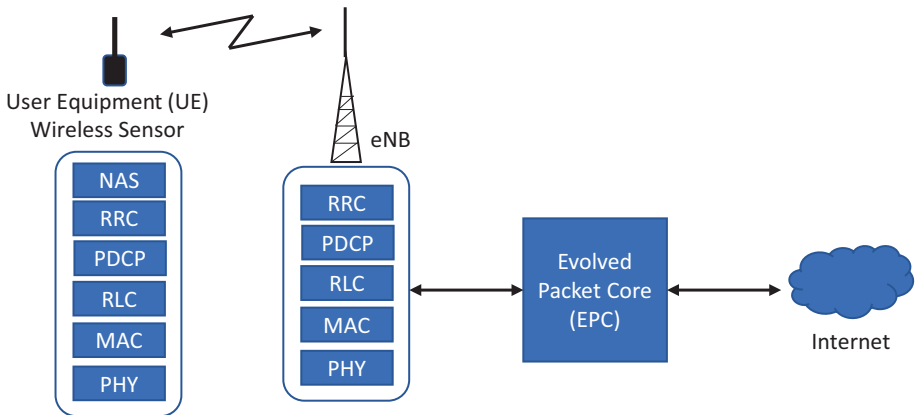 User Equipment (UE)
Wireless Sensor
NAS
RRC
PDCP
RLC
MAC
PHY
eNB
RRC
PDCP
RLC
MAC
PHY
Evolved
Packet Core
(EPC)
Internet